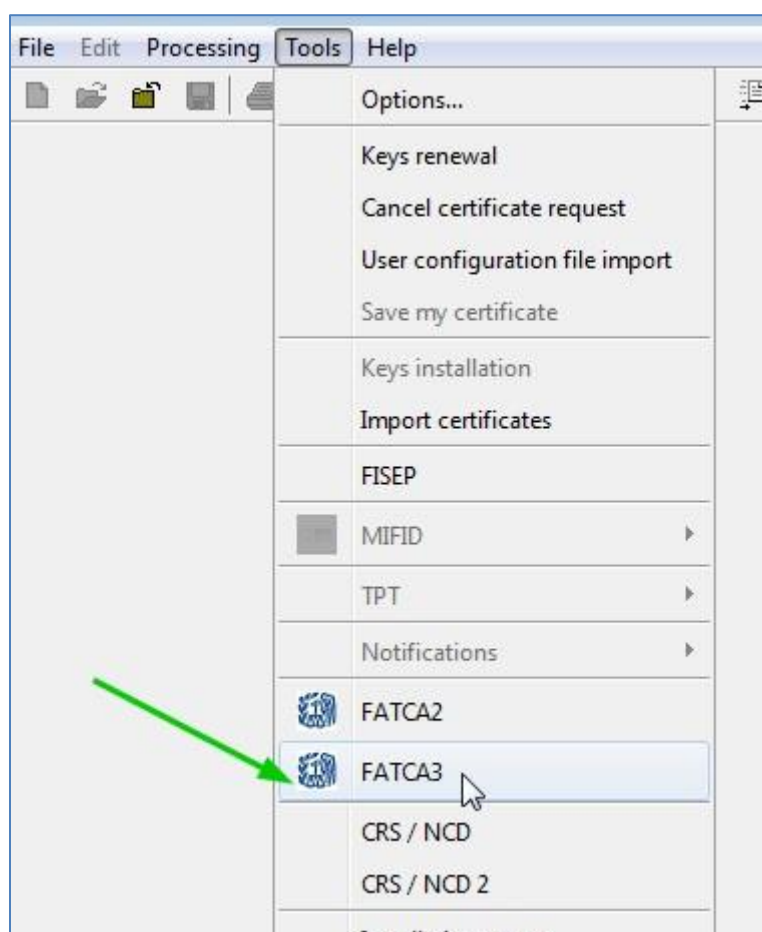 File Edit Processing Tools Help
Options...
Keys renewal
Cancel certificate request
User configuration file import
Save my certificate
Keys installation
Import certificates
FISEP
MIFID
TPT
Notifications
FATCA2
FATCA3
CRS / NCD
CRS / NCD 2